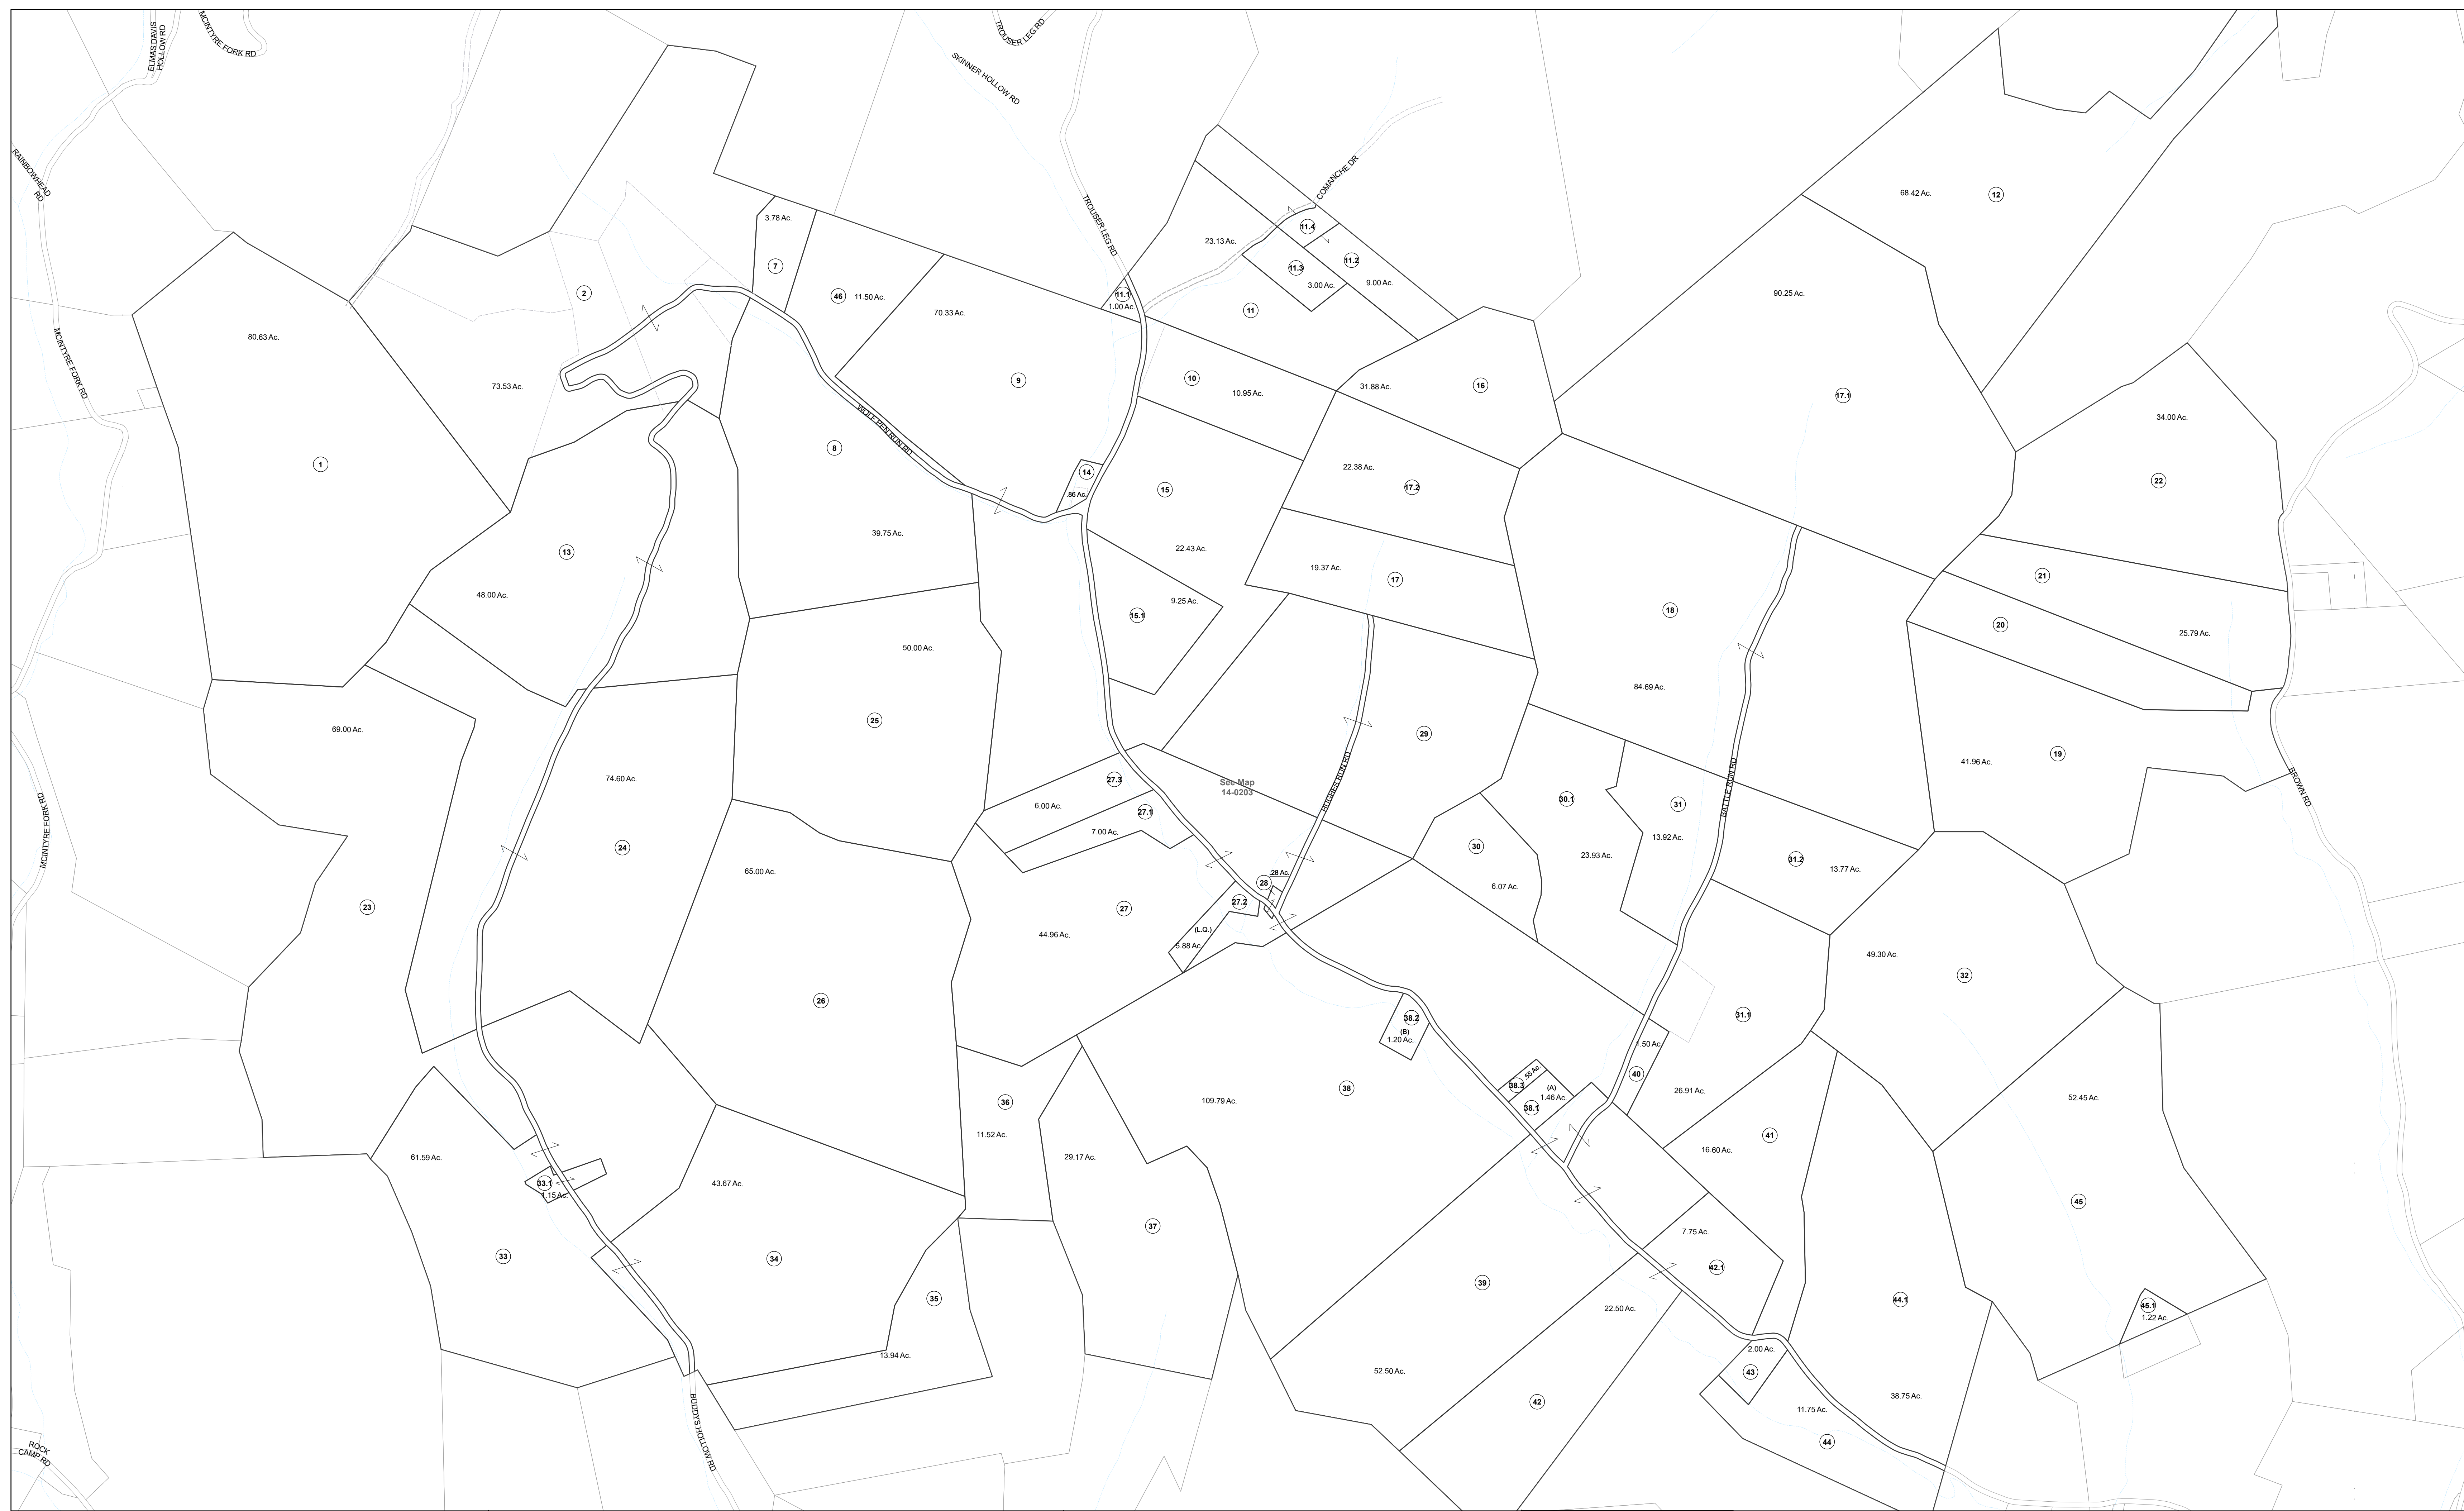 ELMAS DAVIS
HOLLOW RD
MCINTYRE FORK RD
TROUSER LEG RD
SKINNER HOLLOW RD
RAINBOWHEAD
RD
COMANCHE DR
TROUSER LEG RD
68.42 Ac.
12
3.78 Ac.
11.4
23.13 Ac.
11.2
7
11.3
9.00 Ac.
3.00 Ac.
2
46
11.50 Ac.
11.1
1.00 Ac.
90.25 Ac.
70.33 Ac.
11
80.63 Ac.
MCINTYRE FORK RD
73.53 Ac.
9
10
10.95 Ac.
31.88 Ac.
16
17.1
34.00 Ac.
WOLF PEN RUN RD
8
1
14
.86 Ac.
15
22.38 Ac.
17.2
22
39.75 Ac.
13
22.43 Ac.
19.37 Ac.
17
21
48.00 Ac.
9.25 Ac.
15.1
18
20
25.79 Ac.
50.00 Ac.
84.69 Ac.
25
69.00 Ac.
29
19
41.96 Ac.
74.60 Ac.
27.3
See Map
14-0203
HUGHES RUN RD
BATTLE RUN RD
BROWN RD
MCINTYRE FORK RD
6.00 Ac.
27.1
7.00 Ac.
30.1
31
13.92 Ac.
24
30
23.93 Ac.
31.2
13.77 Ac.
65.00 Ac.
28
.28 Ac.
6.07 Ac.
23
27
27.2
(L.Q.)
5.88 Ac.
44.96 Ac.
49.30 Ac.
32
26
38.2
(B)
1.20 Ac.
31.1
1.50 Ac.
40
38.3
.55 Ac.
38
(A)
1.46 Ac.
38.1
26.91 Ac.
36
109.79 Ac.
52.45 Ac.
11.52 Ac.
41
16.60 Ac.
61.59 Ac.
29.17 Ac.
33.1
1.15 Ac.
43.67 Ac.
45
37
7.75 Ac.
33
34
42.1
39
35
22.50 Ac.
44.1
45.1
1.22 Ac.
13.94 Ac.
2.00 Ac.
43
52.50 Ac.
38.75 Ac.
42
11.75 Ac.
44
BUDDYS HOLLOW RD
ROCK
CAMP RD